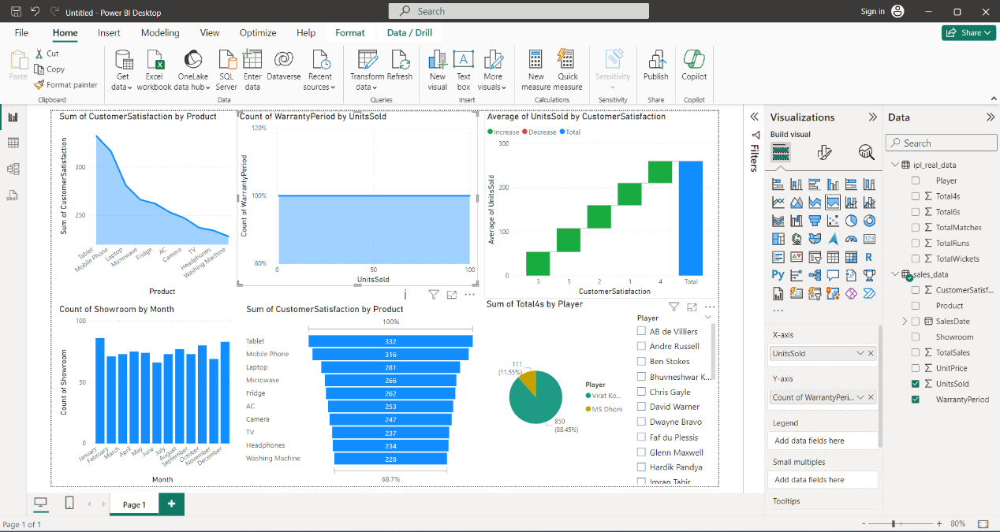 Untitled - Power BI Desktop
Search
Sign in
File Home Insert Modeling View Optimize Help Format Data / Drill
Share
Paste
Cut
Copy
Format painter
Clipboard
Get data
Excel workbook
OneLake data hub
SQL Server
Enter data
Dataverse
Recent sources
Data
Transform data
Refresh
Queries
New visual
Text box
More visuals
Insert
New measure
Quick measure
Calculations
Sensitivity
Sensitivity
Publish
Share
Copilot
Copilot
Sum of CustomerSatisfaction by Product
Sum of CustomerSatisfaction
300
250
Tablet
Mobile Phone
Laptop
Microwave
Fridge
AC
Camera
TV
Headphones
Washing Machine
Product
Count of WarrantyPeriod by UnitsSold
Count of WarrantyPeriod
120%
100%
80%
0 50 100
UnitsSold
Average of UnitsSold by CustomerSatisfaction
Increase Decrease Total
Average of UnitsSold
300
200
100
0
3 5 2 1 4 Total
CustomerSatisfaction
Count of Showroom by Month
Count of Showroom
100
50
0
January
February
March
April
May
June
July
August
September
October
November
December
Month
Sum of CustomerSatisfaction by Product
100%
Tablet 332
Mobile Phone 316
Laptop 281
Microwave 266
Fridge 262
AC 253
Camera 247
TV 237
Headphones 234
Washing Machine 228
68.7%
Sum of Total4s by Player
111
(11.55%)
850
(88.45%)
Player
Virat Ko...
MS Dhoni
Player
AB de Villiers
Andre Russell
Ben Stokes
Bhuvneshwar K...
Chris Gayle
David Warner
Dwayne Bravo
Faf du Plessis
Glenn Maxwell
Hardik Pandya
Imran Tahir
Filters
Visualizations
Build visual
R
Py
123
X-axis
UnitsSold
Y-axis
Count of WarrantyPeri...
Legend
Add data fields here
Small multiples
Add data fields here
Tooltips
Data
Search
ipl_real_data
Player
Total4s
Total6s
TotalMatches
TotalRuns
TotalWickets
sales_data
CustomerSatisf...
Product
SalesDate
Showroom
TotalSales
UnitPrice
UnitsSold
WarrantyPeriod
Page 1
Page 1 of 1
- + 80%